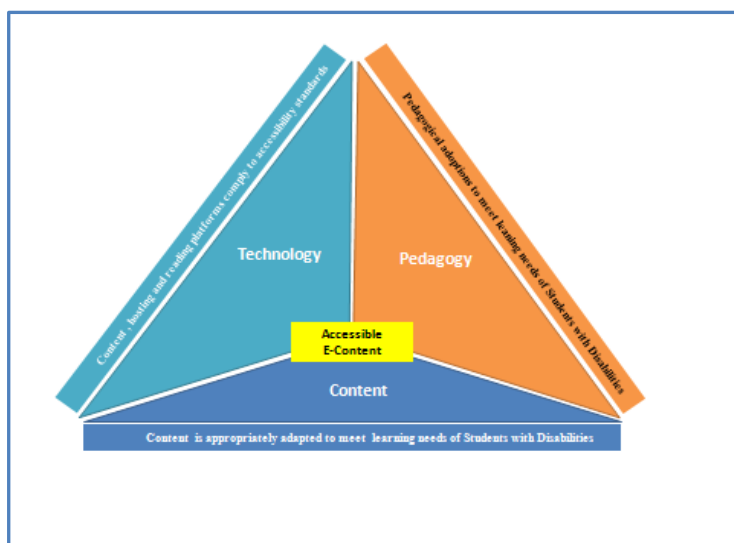 Content , hosting and reading platforms comply to accessibility standards
Pedagogical adoptions to meet leaning needs of Students with Disabilities
Technology
Pedagogy
Accessible
E-Content
Content
Content is appropriately adapted to meet learning needs of Students with Disabilities